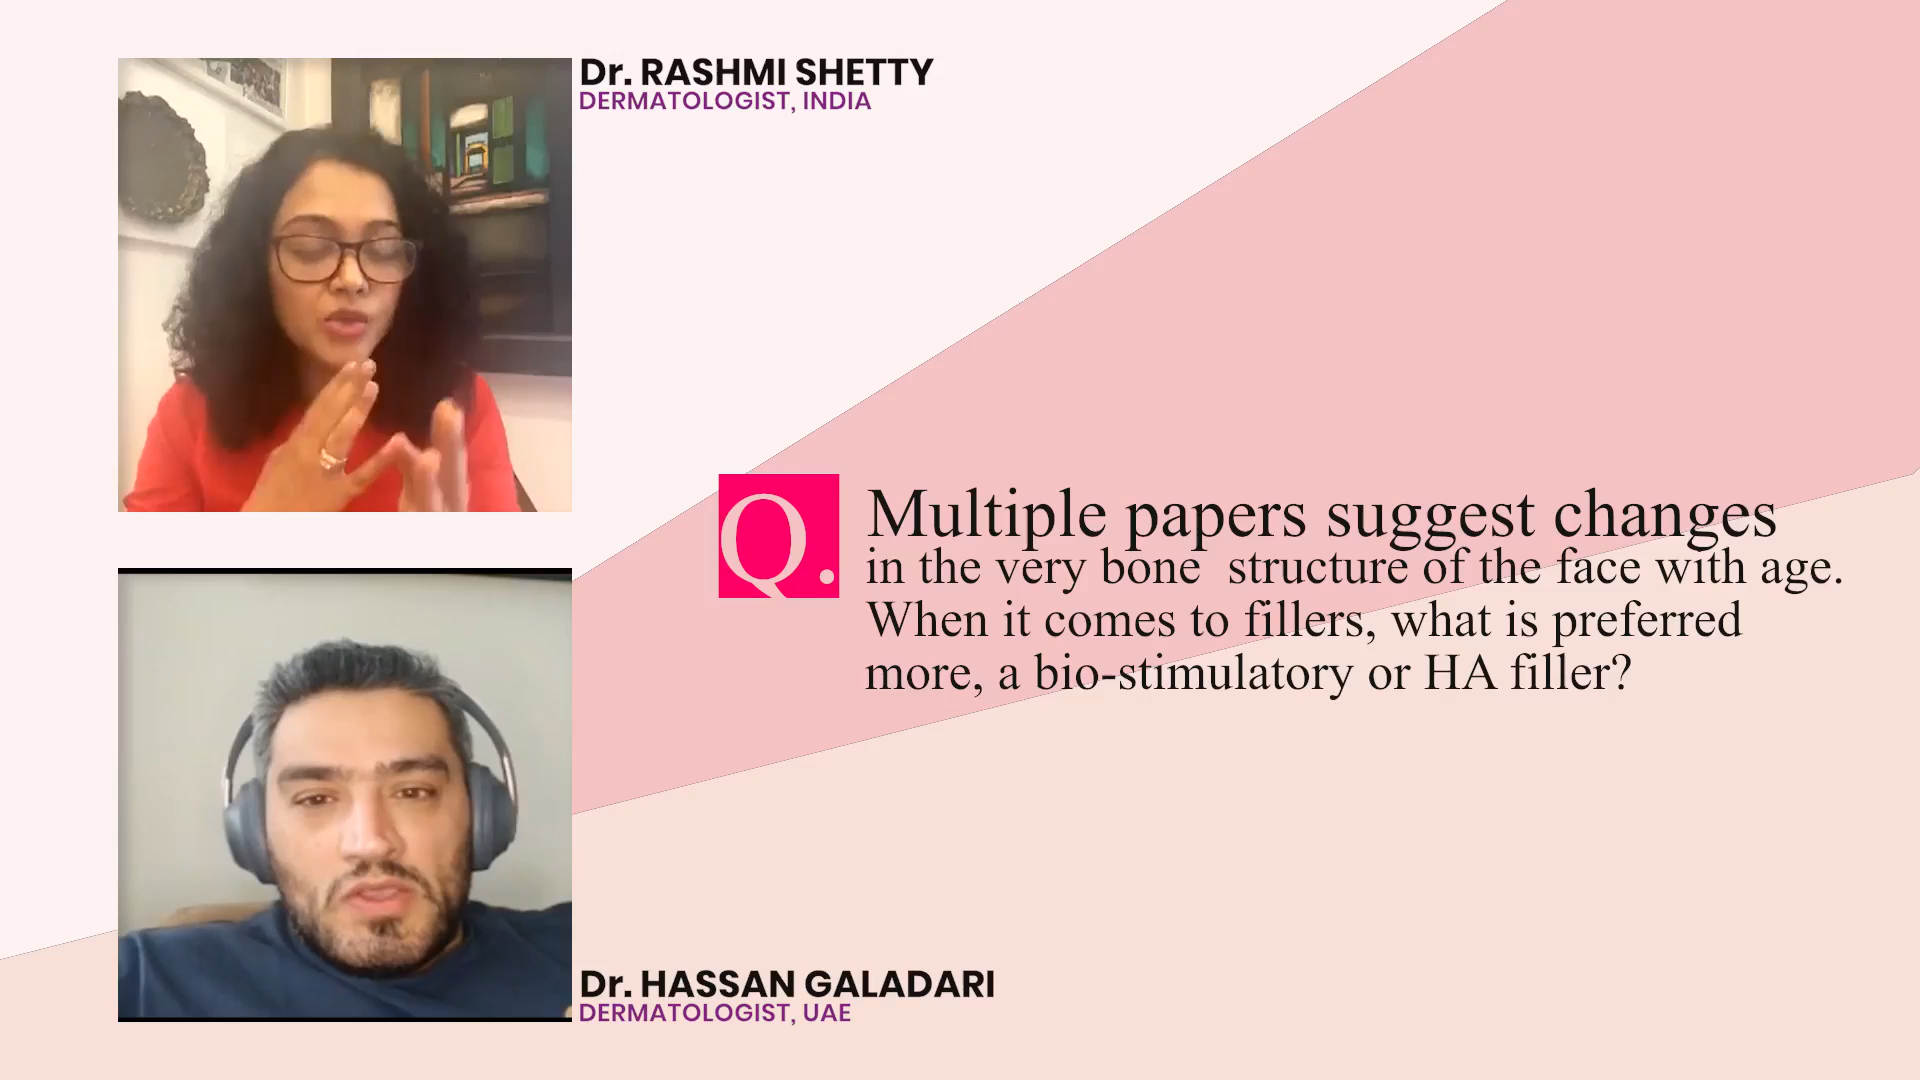 Dr. RASHMI SHETTY
DERMATOLOGIST, INDIA
Q. Multiple papers suggest changes
in the very bone  structure of the face with age.
When it comes to fillers, what is preferred
more, a bio-stimulatory or HA filler?
Dr. HASSAN GALADARI
DERMATOLOGIST, UAE